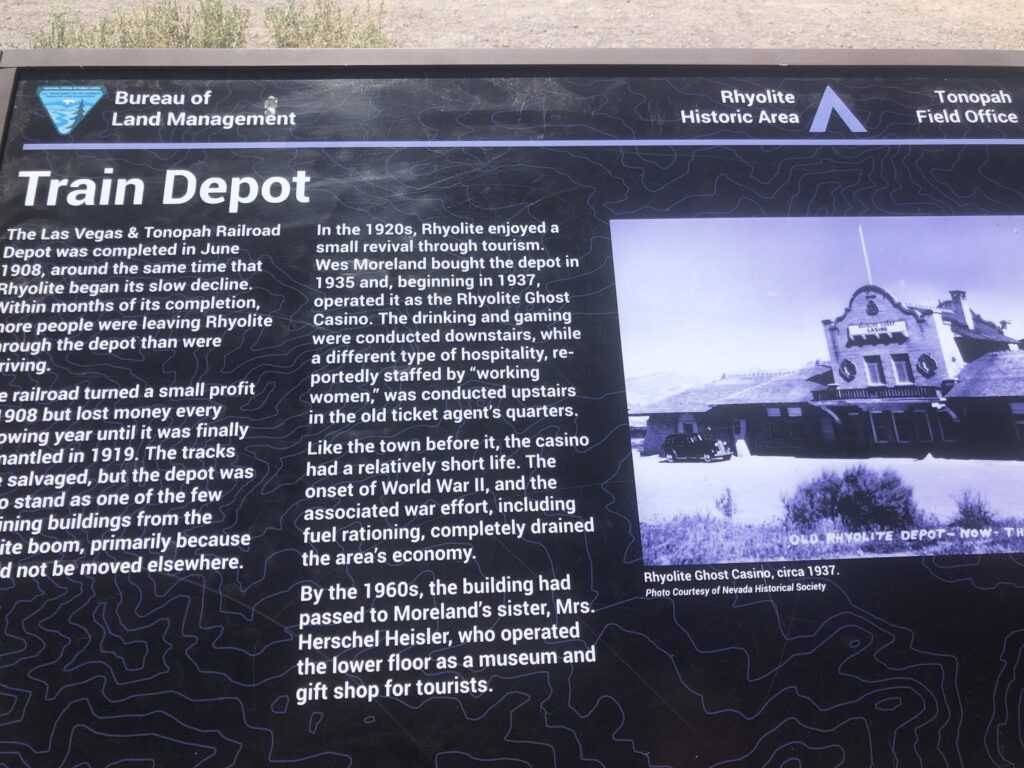 Bureau of
Land Management
Rhyolite
Historic Area
Tonopah
Field Office
Train Depot
The Las Vegas & Tonopah Railroad
Depot was completed in June
1908, around the same time that
Rhyolite began its slow decline.
Within months of its completion,
more people were leaving Rhyolite
through the depot than were
riving.
e railroad turned a small profit
1908 but lost money every
owing year until it was finally
mantled in 1919. The tracks
e salvaged, but the depot was
o stand as one of the few
ining buildings from the
ite boom, primarily because
ld not be moved elsewhere.
In the 1920s, Rhyolite enjoyed a
small revival through tourism.
Wes Moreland bought the depot in
1935 and, beginning in 1937,
operated it as the Rhyolite Ghost
Casino. The drinking and gaming
were conducted downstairs, while
a different type of hospitality, re-
portedly staffed by “working
women,” was conducted upstairs
in the old ticket agent’s quarters.
Like the town before it, the casino
had a relatively short life. The
onset of World War II, and the
associated war effort, including
fuel rationing, completely drained
the area’s economy.
By the 1960s, the building had
passed to Moreland’s sister, Mrs.
Herschel Heisler, who operated
the lower floor as a museum and
gift shop for tourists.
CASINO
OLD RHYOLITE DEPOT - NOW - TH
Rhyolite Ghost Casino, circa 1937.
Photo Courtesy of Nevada Historical Society